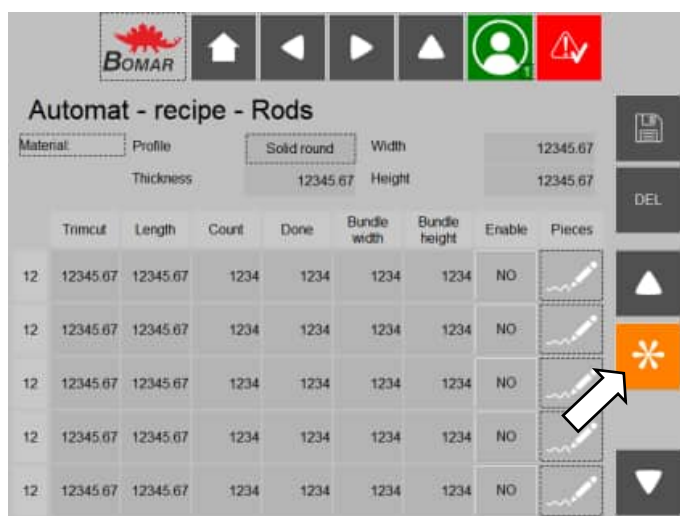 BOMAR
1
Automat - recipe - Rods
Material: Profile Solid round Width 12345.67
Thickness 12345.67 Height 12345.67
DEL
Trimcut Length Count Done Bundle width Bundle height Enable Pieces
12 12345.67 12345.67 1234 1234 1234 1234 NO
12 12345.67 12345.67 1234 1234 1234 1234 NO
12 12345.67 12345.67 1234 1234 1234 1234 NO
12 12345.67 12345.67 1234 1234 1234 1234 NO
12 12345.67 12345.67 1234 1234 1234 1234 NO